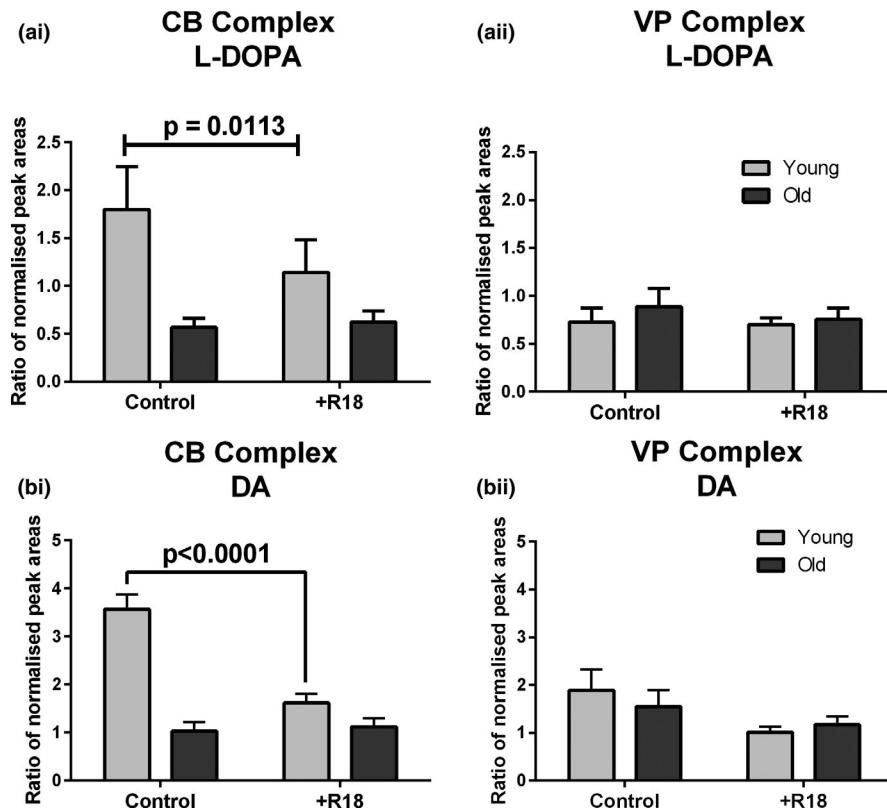 (ai)
CB Complex
L-DOPA
p = 0.0113
Ratio of normalised peak areas
2.5
2.0
1.5
1.0
0.5
0.0
Control
+R18
(aii)
VP Complex
L-DOPA
Ratio of normalised peak areas
2.5
2.0
1.5
1.0
0.5
0.0
Young
Old
Control
+R18
(bi)
CB Complex
DA
p<0.0001
Ratio of normalised peak areas
5
4
3
2
1
0
Control
+R18
(bii)
VP Complex
DA
Ratio of normalised peak areas
5
4
3
2
1
0
Young
Old
Control
+R18